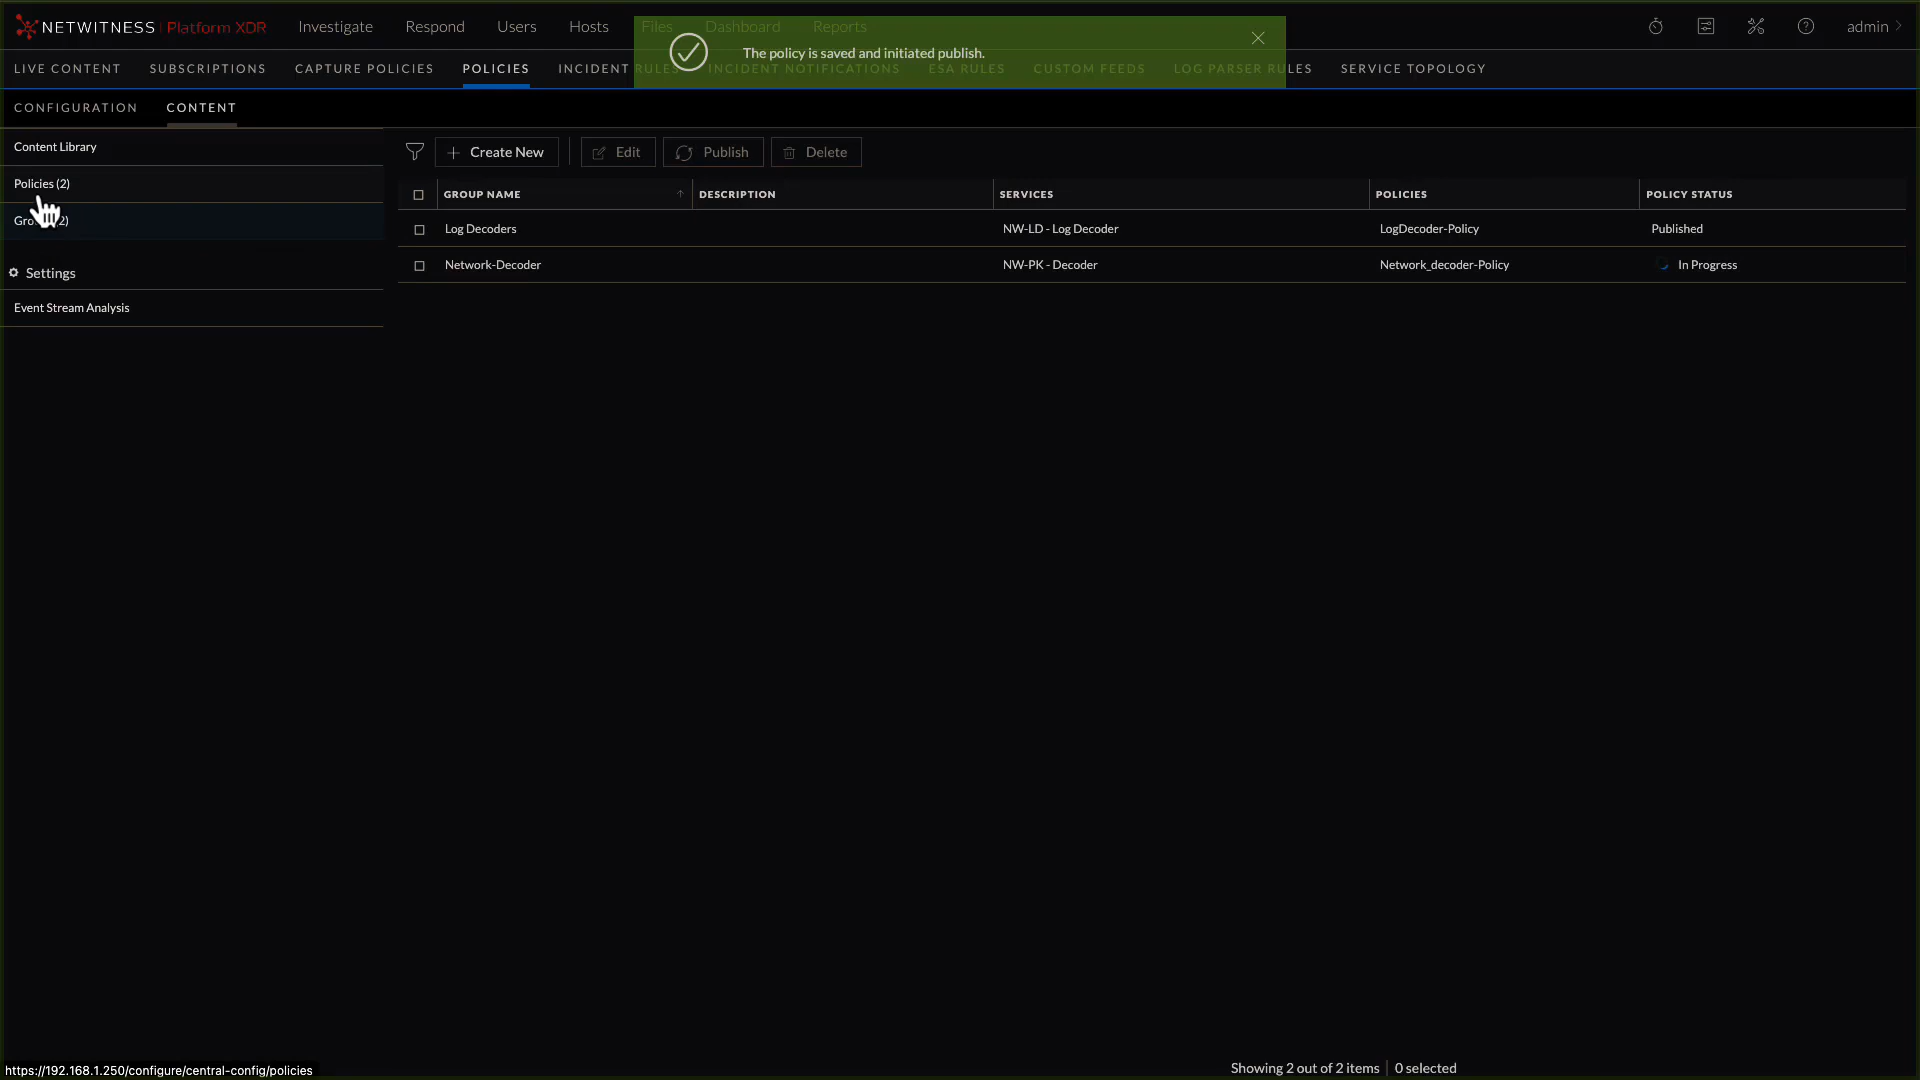 NETWITNESS Platform XDR Investigate Respond Users Hosts Files Dashboard Reports admin
The policy is saved and initiated publish.
LIVE CONTENT SUBSCRIPTIONS CAPTURE POLICIES POLICIES INCIDENT RULES INCIDENT NOTIFICATIONS ESA RULES CUSTOM FEEDS LOG PARSER RULES SERVICE TOPOLOGY
CONFIGURATION CONTENT
Content Library
Policies (2)
Settings
Event Stream Analysis
Create New Edit Publish Delete
GROUP NAME DESCRIPTION SERVICES POLICIES POLICY STATUS
Log Decoders NW-LD - Log Decoder LogDecoder-Policy Published
Network-Decoder NW-PK - Decoder Network_decoder-Policy In Progress
Showing 2 out of 2 items 0 selected
https://192.168.1.250/configure/central-config/policies